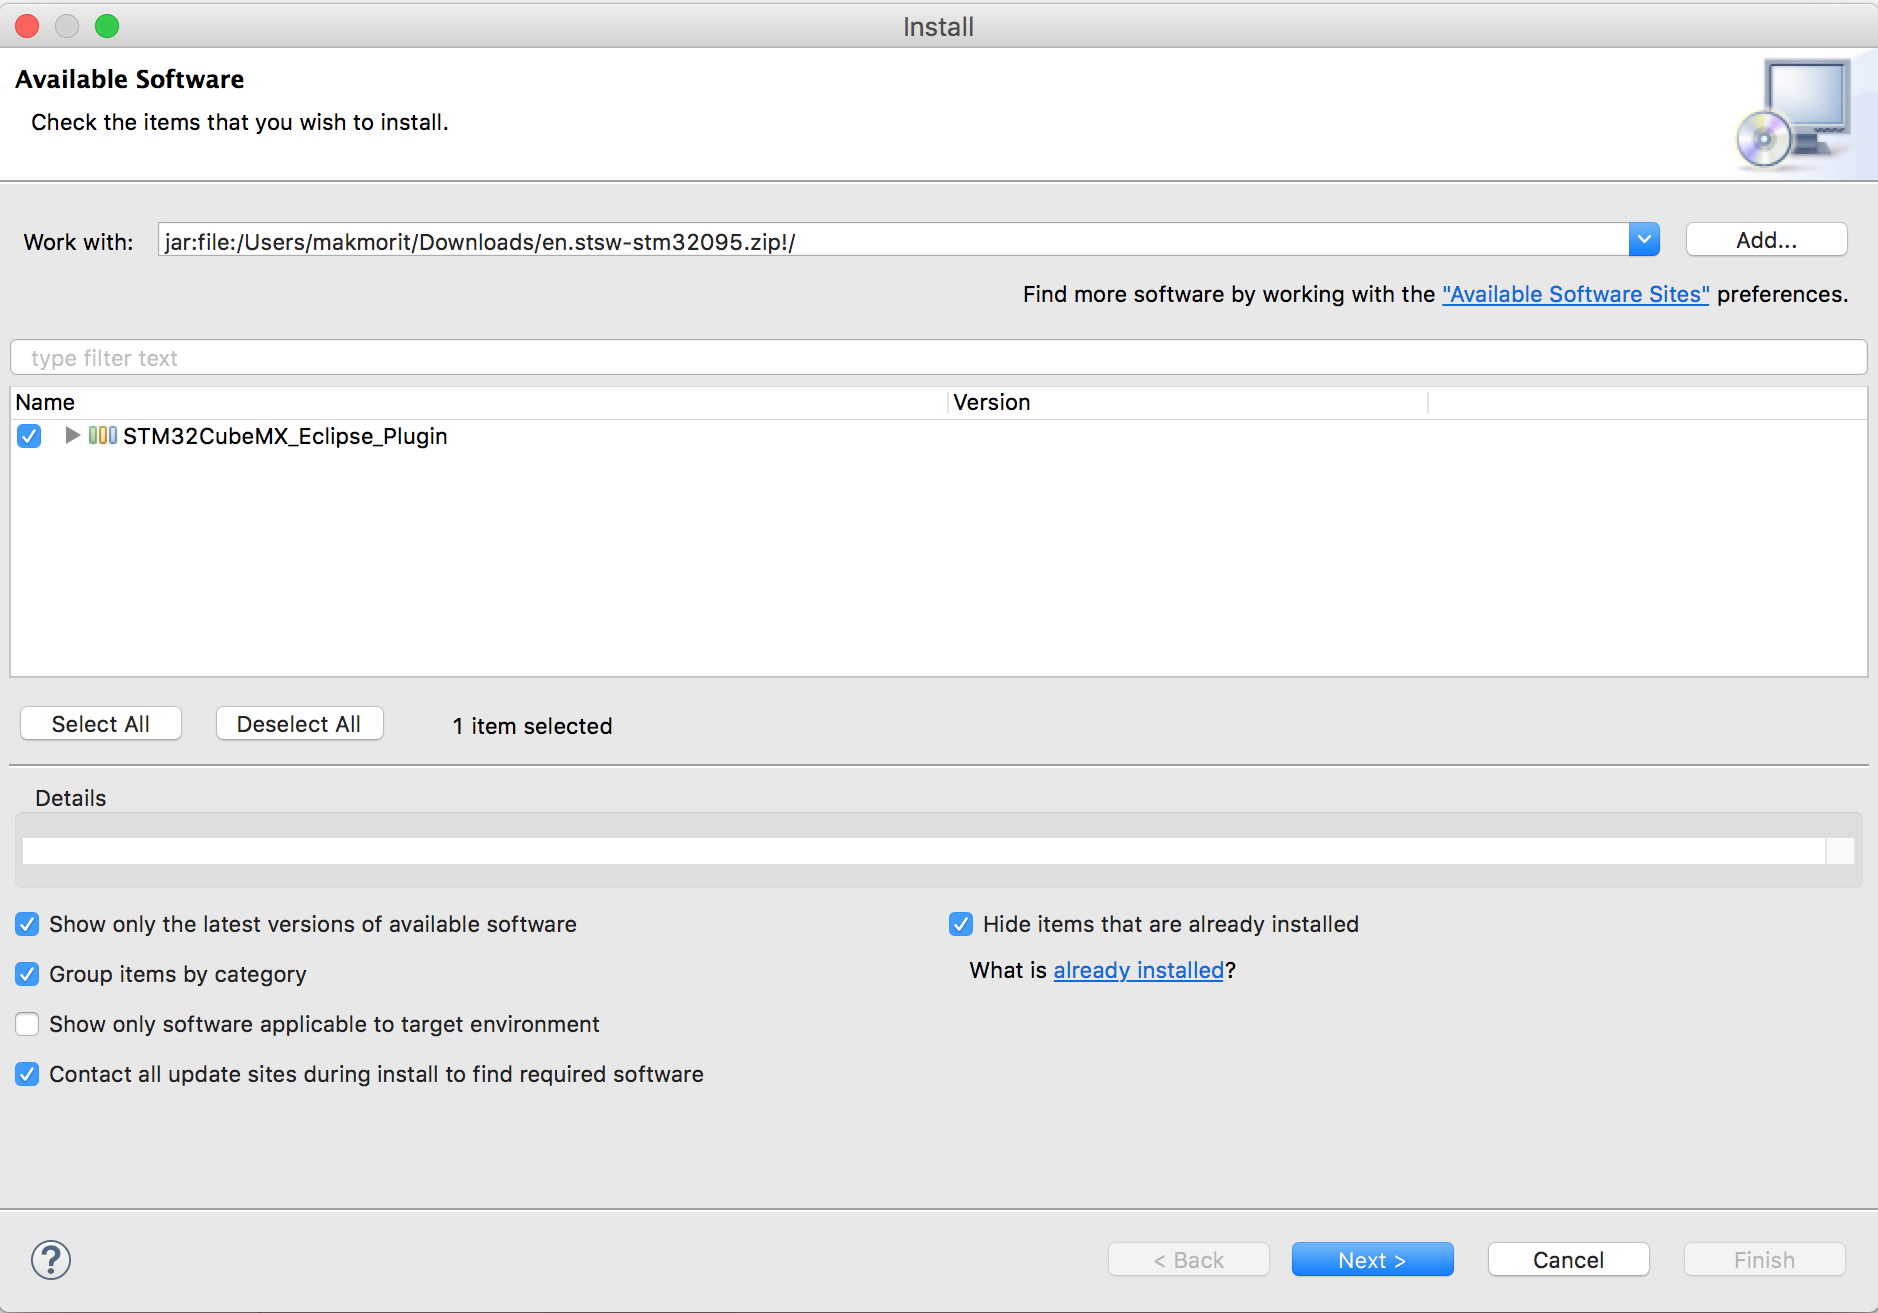 Install
Available Software
Check the items that you wish to install.
Work with: jar:file:/Users/makmorit/Downloads/en.stsw-stm32095.zip!/ Add...
Find more software by working with the "Available Software Sites" preferences.
type filter text
Name Version
STM32CubeMX_Eclipse_Plugin
Select All Deselect All 1 item selected
Details
Show only the latest versions of available software Hide items that are already installed
Group items by category What is already installed?
Show only software applicable to target environment
Contact all update sites during install to find required software
? < Back Next > Cancel Finish